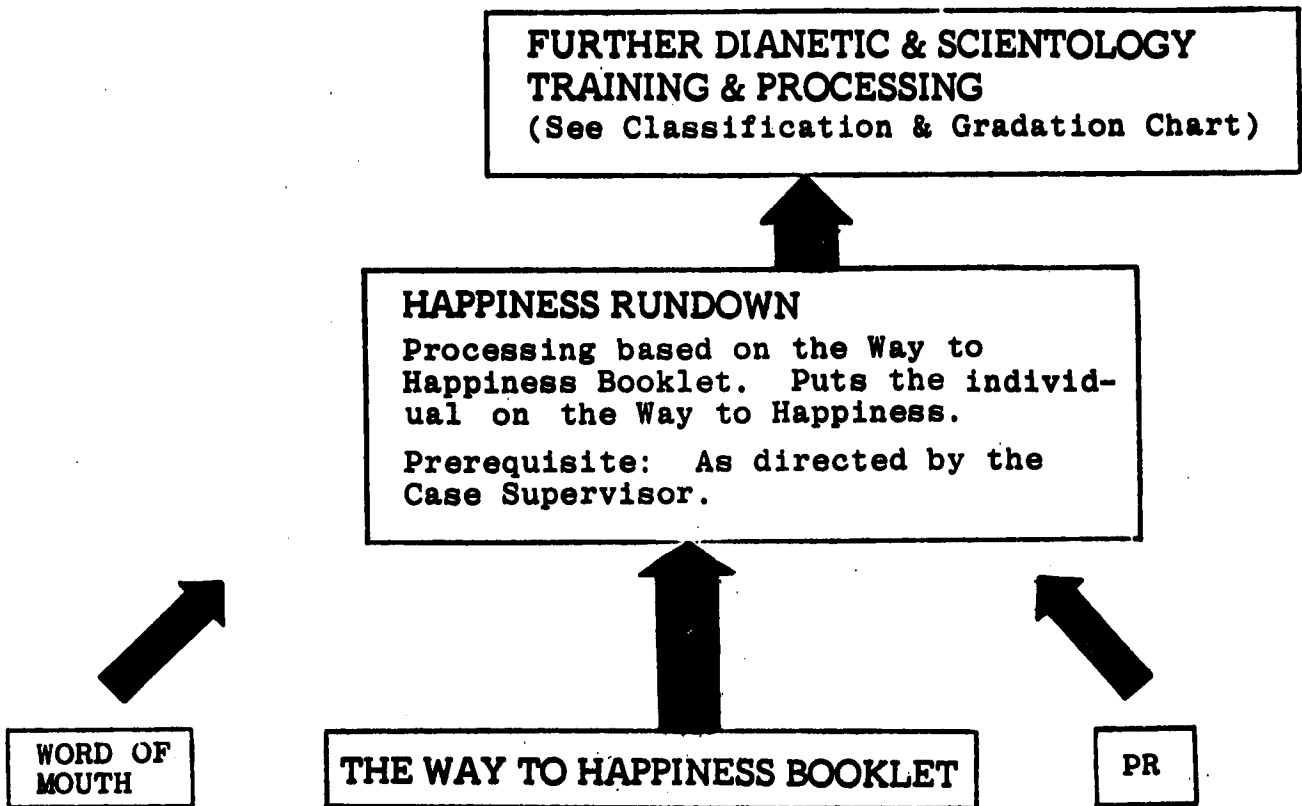 FURTHER DIANETIC & SCIENTOLOGY
TRAINING & PROCESSING
(See Classification & Gradation Chart)
HAPPINESS RUNDOWN
Processing based on the Way to
Happiness Booklet. Puts the individ-
ual on the Way to Happiness.
Prerequisite: As directed by the
Case Supervisor.
WORD OF
MOUTH
THE WAY TO HAPPINESS BOOKLET
PR